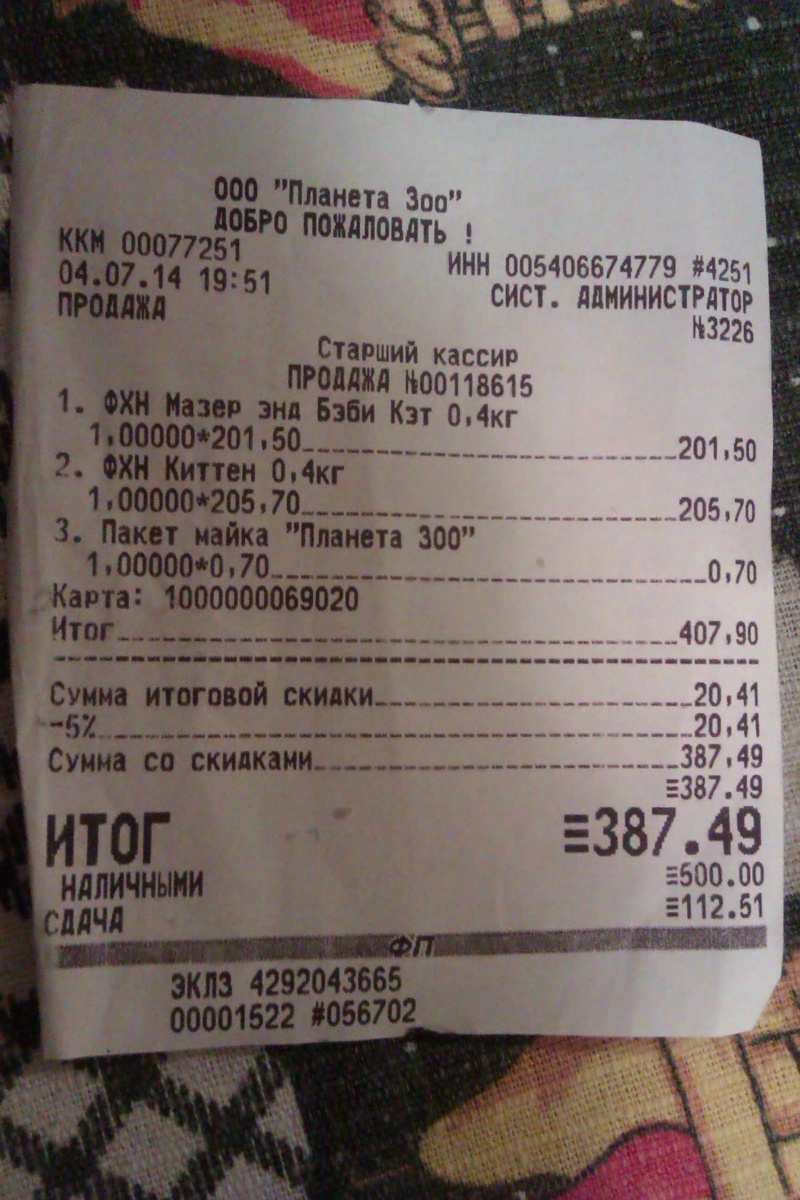 ООО "Планета Зоо"
ДОБРО ПОЖАЛОВАТЬ !
ККМ 00077251 ИНН 005406674779 #4251
04.07.14 19:51 СИСТ. АДМИНИСТРАТОР
ПРОДАЖА №3226
Старший кассир
ПРОДАЖА №00118615
1. ФХН Мазер энд Бэби Кэт 0,4кг
1,00000*201,50 201,50
2. ФХН Киттен 0,4кг
1,00000*205,70 205,70
3. Пакет майка "Планета ЗОО"
1,00000*0,70 0,70
Карта: 1000000069020
Итог 407,90
Сумма итоговой скидки 20,41
-5% 20,41
Сумма со скидками 387,49
≡387.49
ИТОГ ≡387.49
НАЛИЧНЫМИ ≡500.00
СДАЧА ≡112.51
ФП
ЭКЛЗ 4292043665
00001522 #056702